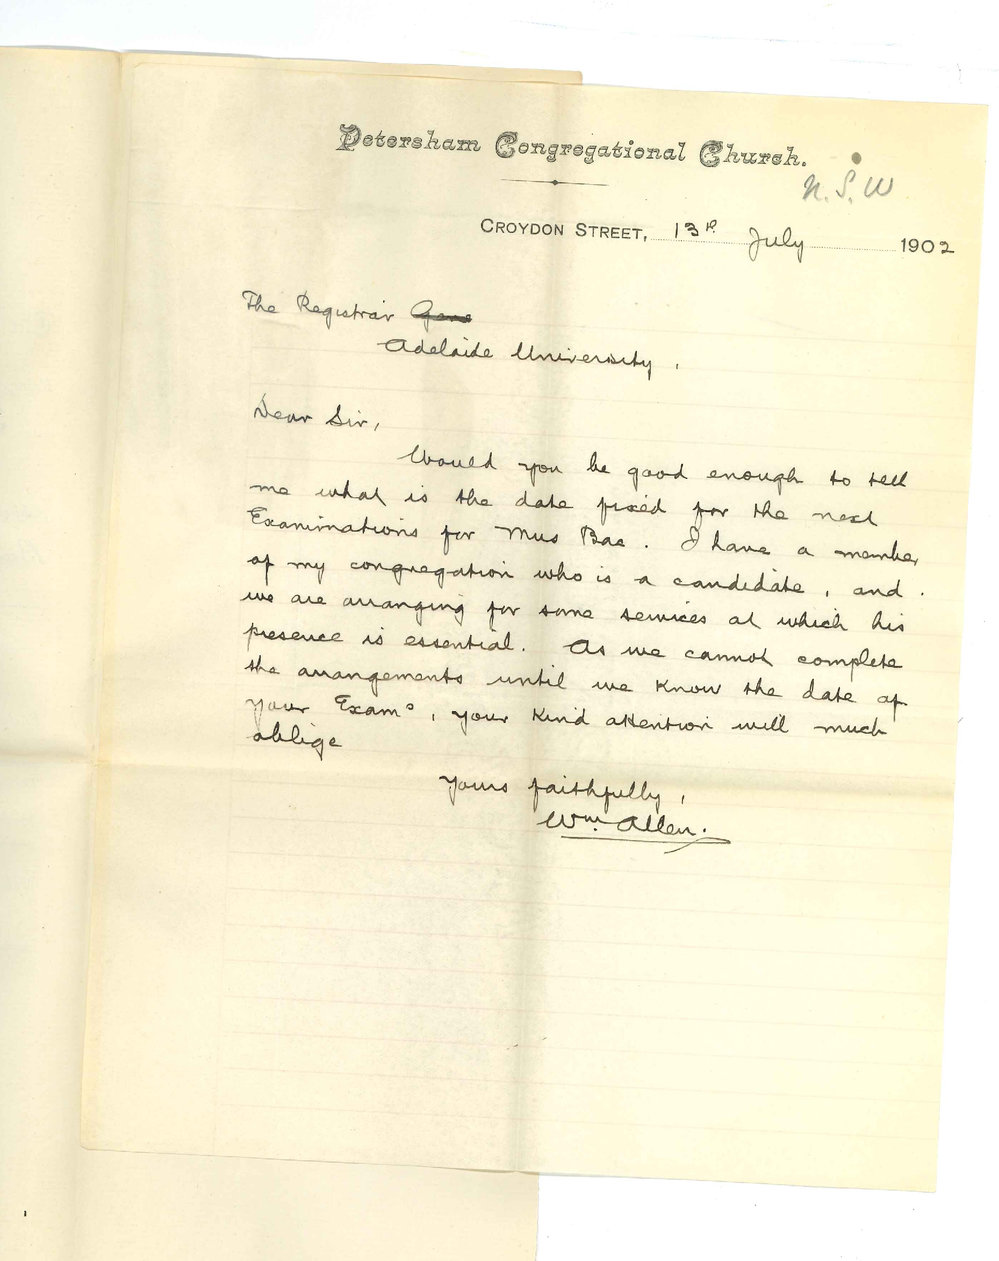 Petersham Congregational Church.
N.S.W
CROYDON STREET, 13th July 1902
The Registrar Gene
Adelaide University,
Dear Sir,
Would you be good enough to tell
me what is the date fixed for the next
Examinations for Mus Bac. I have a member
of my congregation who is a candidate, and
we are arranging for some services at which his
presence is essential. As we cannot complete
the arrangements until we know the date of
your Exams, your kind attention will much
oblige
Yours faithfully,
Wm. Allen.